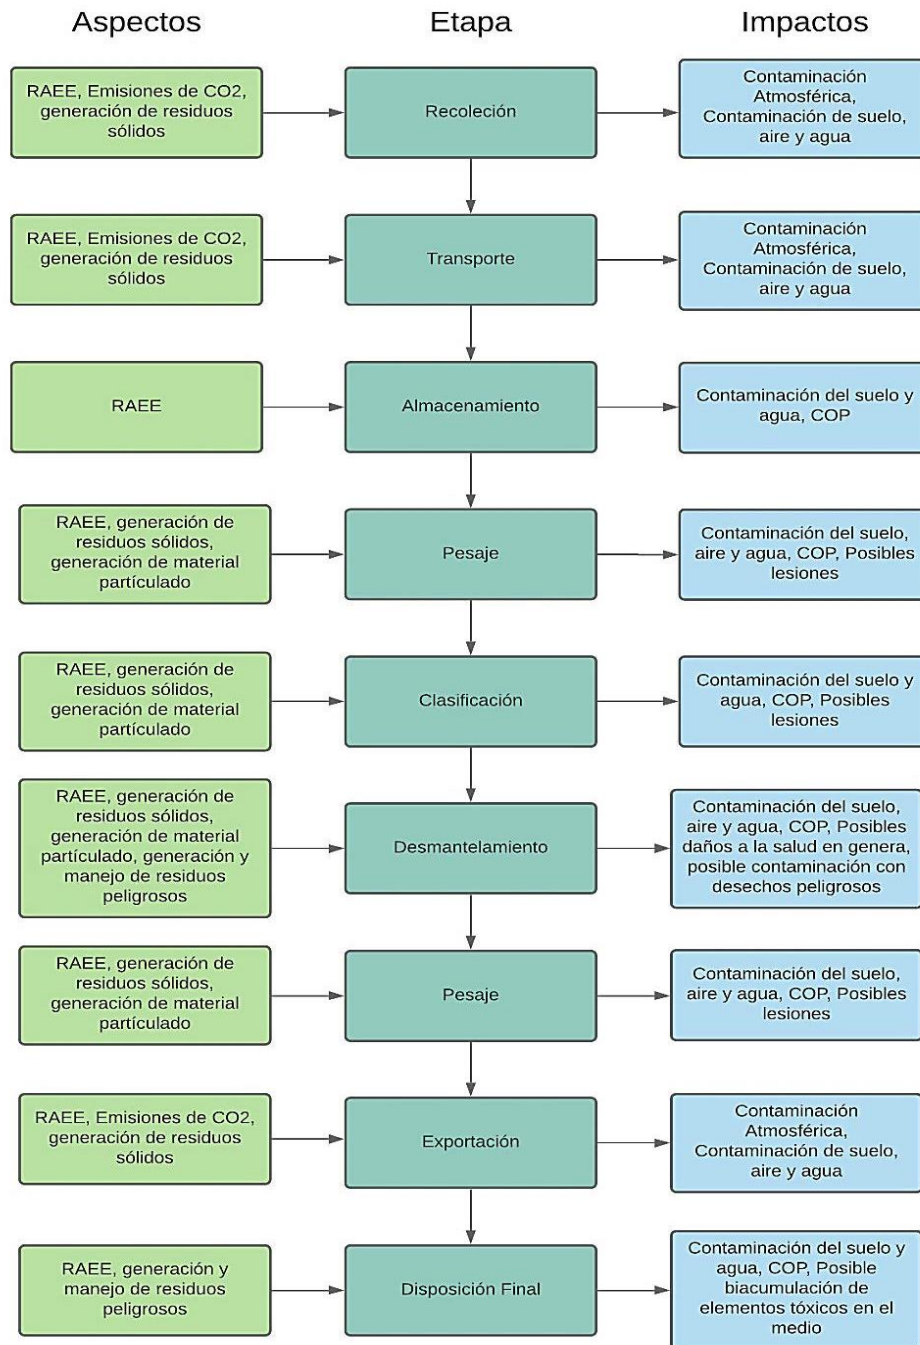 Aspectos
Etapa
Impactos
RAEE, Emisiones de CO2,
generación de residuos
sólidos
Recoleción
Contaminación
Atmosférica,
Contaminación de suelo,
aire y agua
RAEE, Emisiones de CO2,
generación de residuos
sólidos
Transporte
Contaminación
Atmosférica,
Contaminación de suelo,
aire y agua
RAEE
Almacenamiento
Contaminación del suelo y
agua, COP
RAEE, generación de
residuos sólidos,
generación de material
partículado
Pesaje
Contaminación del suelo,
aire y agua, COP, Posibles
lesiones
RAEE, generación de
residuos sólidos,
generación de material
partículado
Clasificación
Contaminación del suelo y
agua, COP, Posibles
lesiones
RAEE, generación de
residuos sólidos,
generación de material
partículado, generación y
manejo de residuos
peligrosos
Desmantelamiento
Contaminación del suelo,
aire y agua, COP, Posibles
daños a la salud en genera,
posible contaminación con
desechos peligrosos
RAEE, generación de
residuos sólidos,
generación de material
partículado
Pesaje
Contaminación del suelo,
aire y agua, COP, Posibles
lesiones
RAEE, Emisiones de CO2,
generación de residuos
sólidos
Exportación
Contaminación
Atmosférica,
Contaminación de suelo,
aire y agua
RAEE, generación y
manejo de residuos
peligrosos
Disposición Final
Contaminación del suelo y
agua, COP, Posible
biacumulación de
elementos tóxicos en el
medio